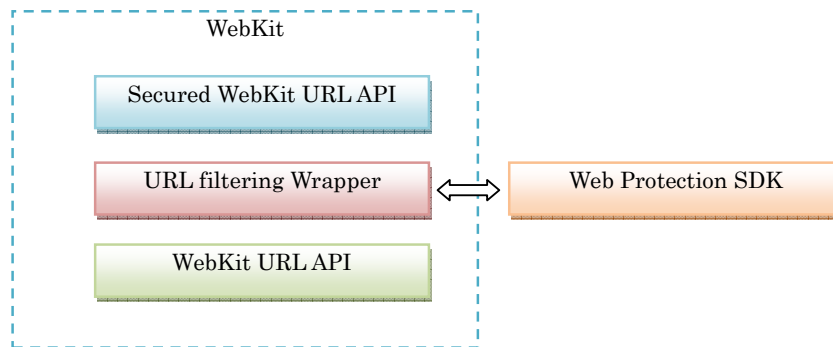 WebKit
Secured WebKit URL API
URL filtering Wrapper
Web Protection SDK
WebKit URL API